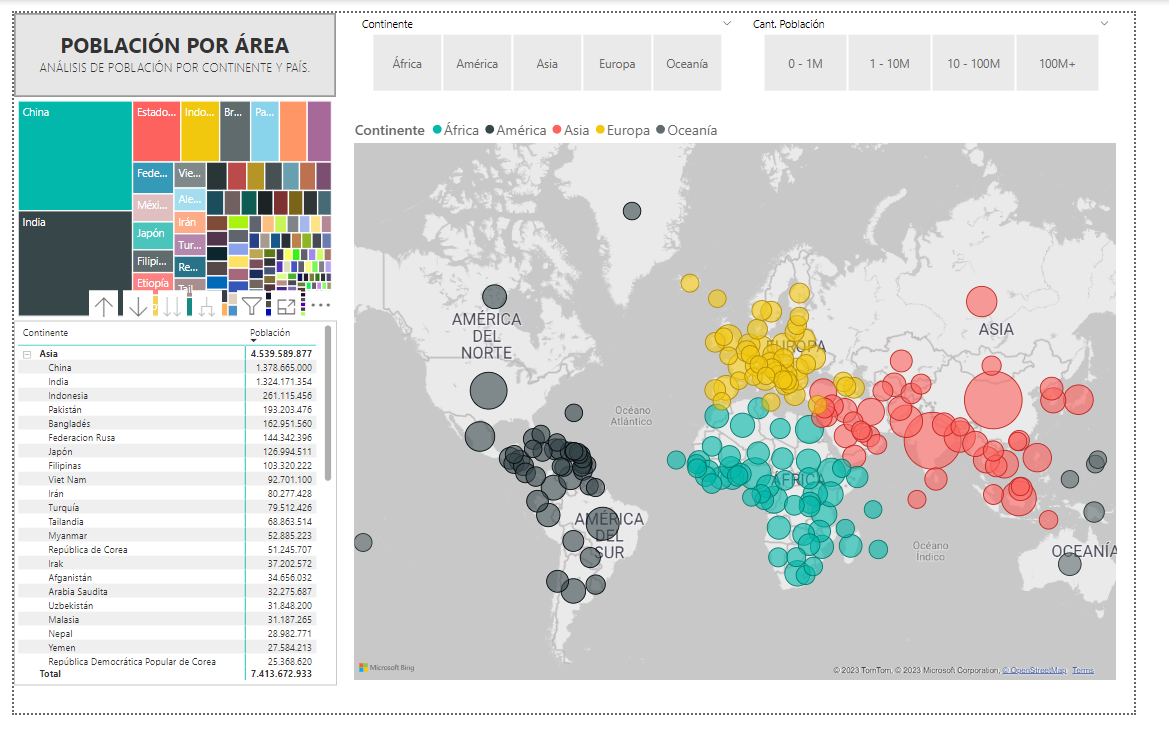 POBLACIÓN POR ÁREA
ANÁLISIS DE POBLACIÓN POR CONTINENTE Y PAÍS.
Continente
África
América
Asia
Europa
Oceanía
Cant. Población
0 - 1M
1 - 10M
10 - 100M
100M+
China
Estado...
Indo...
Br...
Pa...
Fede...
Vie...
Méxi...
Ale...
India
Japón
Irán
Tur...
Filipi...
Re...
Etiopía
Tail...
Continente África América Asia Europa Oceanía
AMÉRICA
DEL
NORTE
Océano
Atlántico
EUROPA
ASIA
ÁFRICA
AMÉRICA
DEL
SUR
Océano
Índico
OCEANÍA
Microsoft Bing
© 2023 TomTom, © 2023 Microsoft Corporation, © OpenStreetMap Terms
Continente Población
Asia 4.539.589.877
China 1.378.665.000
India 1.324.171.354
Indonesia 261.115.456
Pakistán 193.203.476
Bangladés 162.951.560
Federacion Rusa 144.342.396
Japón 126.994.511
Filipinas 103.320.222
Viet Nam 92.701.100
Irán 80.277.428
Turquía 79.512.426
Tailandia 68.863.514
Myanmar 52.885.223
República de Corea 51.245.707
Irak 37.202.572
Afganistán 34.656.032
Arabia Saudita 32.275.687
Uzbekistán 31.848.200
Malasia 31.187.265
Nepal 28.982.771
Yemen 27.584.213
República Democrática Popular de Corea 25.368.620
Total 7.413.672.933